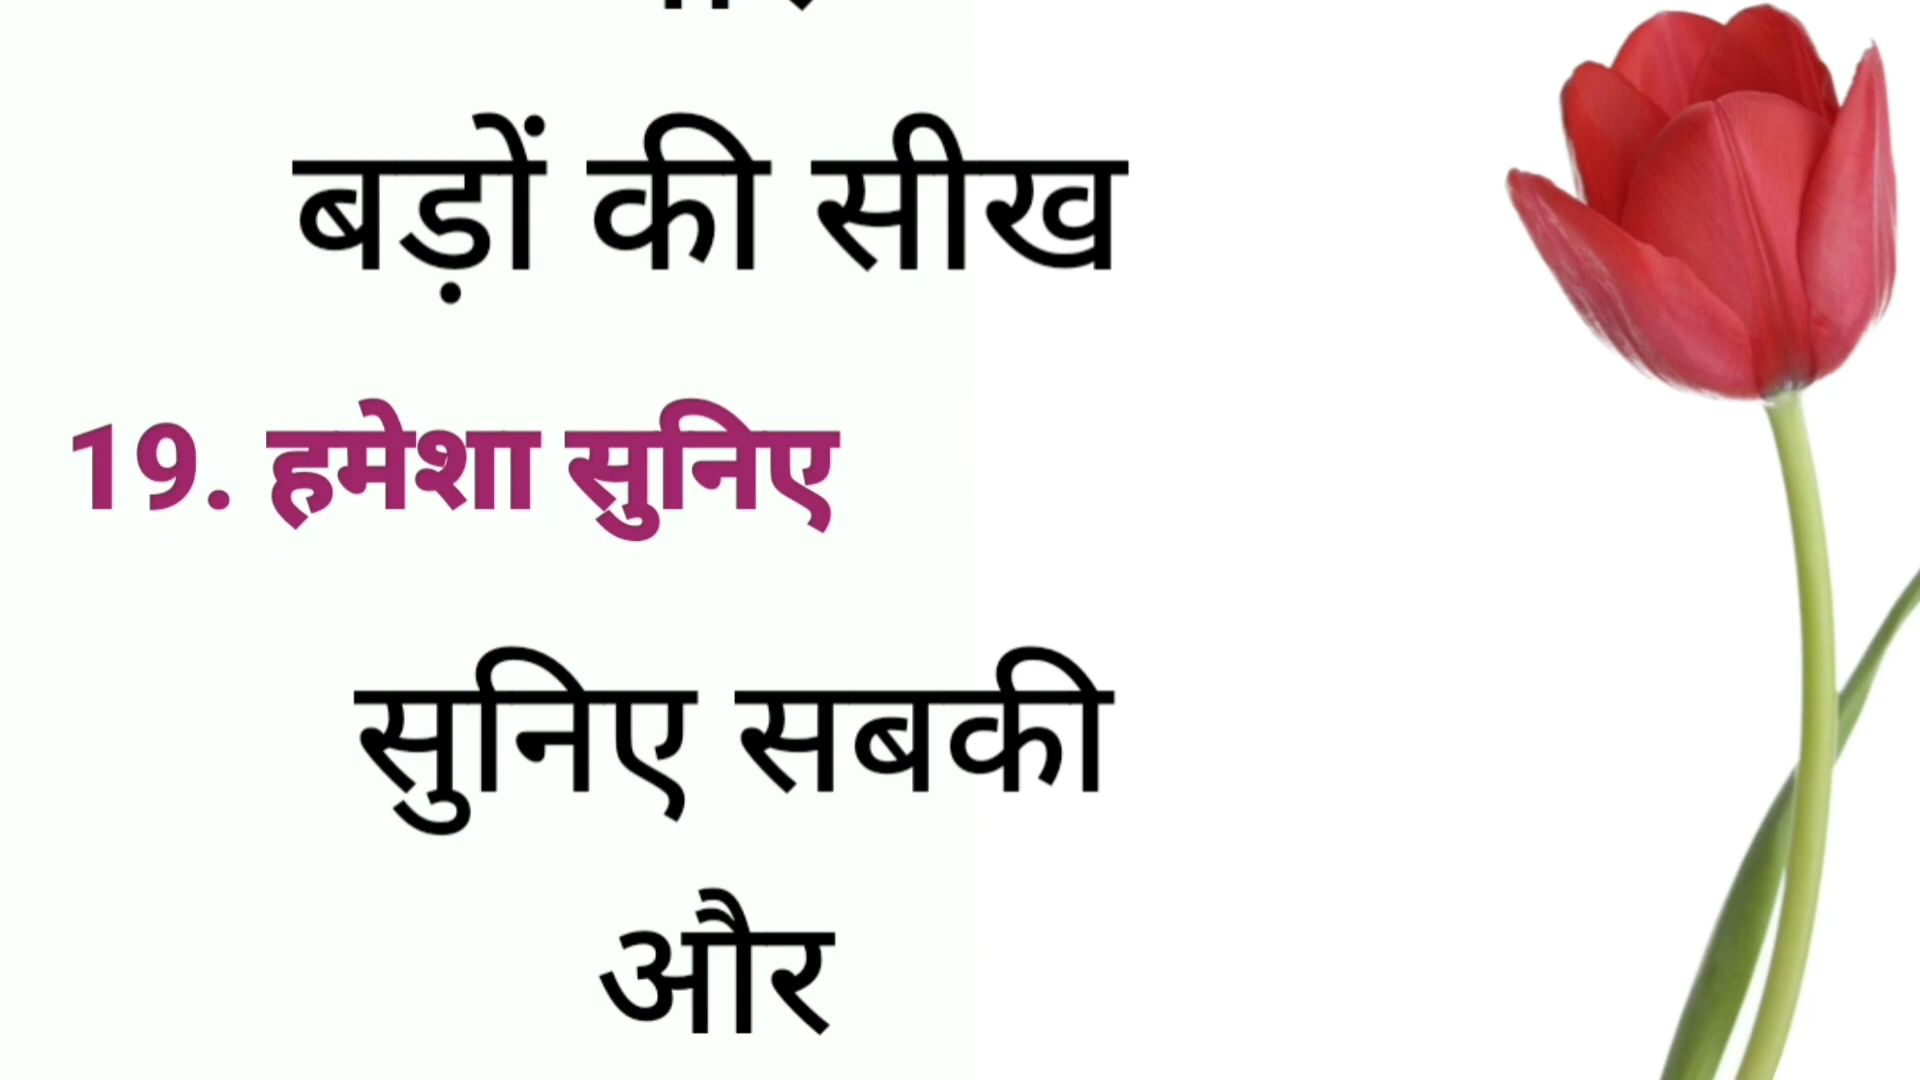 बड़ों की सीख
19. हमेशा सुनिए
सुनिए सबकी
और